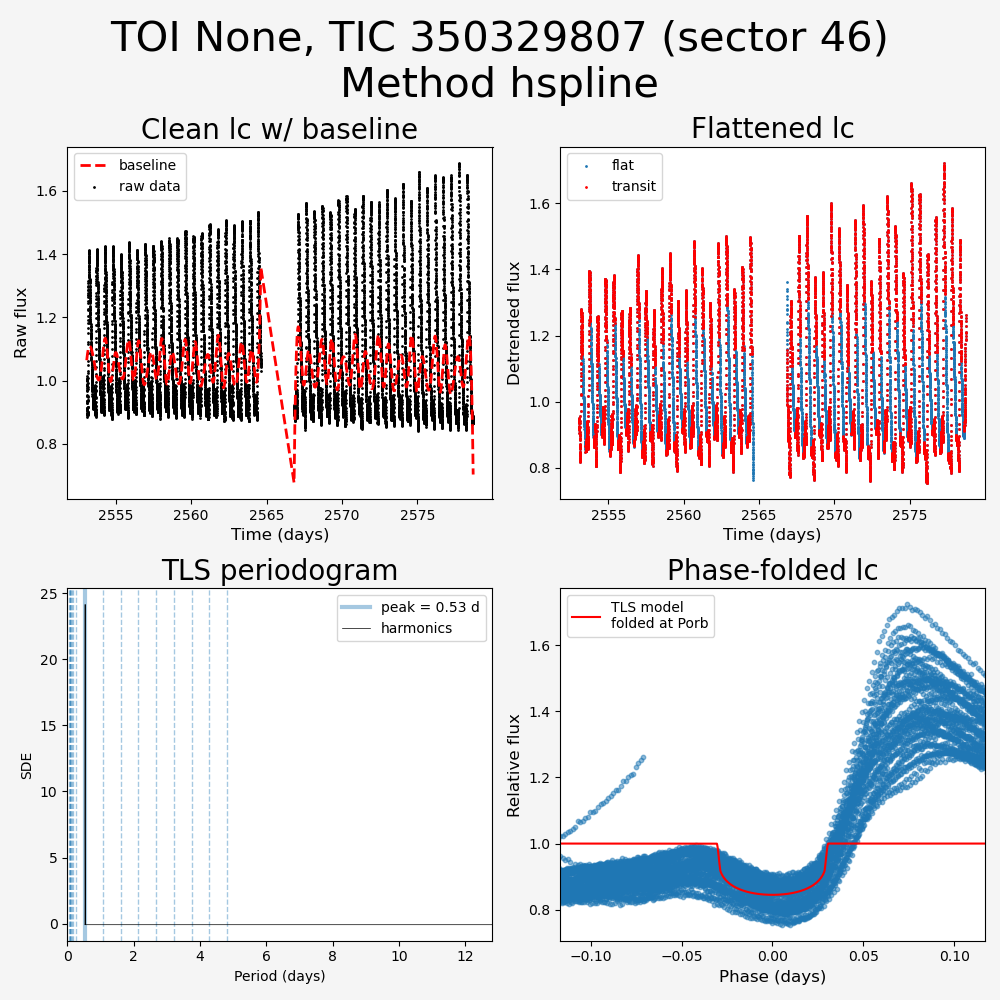 TOI None, TIC 350329807 (sector 46)
Method hspline
Clean lc w/ baseline
Flattened lc
baseline
raw data
flat
transit
Raw flux
1.6
1.4
1.2
1.0
0.8
Detrended flux
1.6
1.4
1.2
1.0
0.8
2555 2560 2565 2570 2575
2555 2560 2565 2570 2575
Time (days)
Time (days)
TLS periodogram
Phase-folded lc
peak = 0.53 d
harmonics
TLS model
folded at Porb
SDE
25
20
15
10
5
0
Relative flux
1.6
1.4
1.2
1.0
0.8
0 2 4 6 8 10 12
−0.10 −0.05 0.00 0.05 0.10
Period (days)
Phase (days)